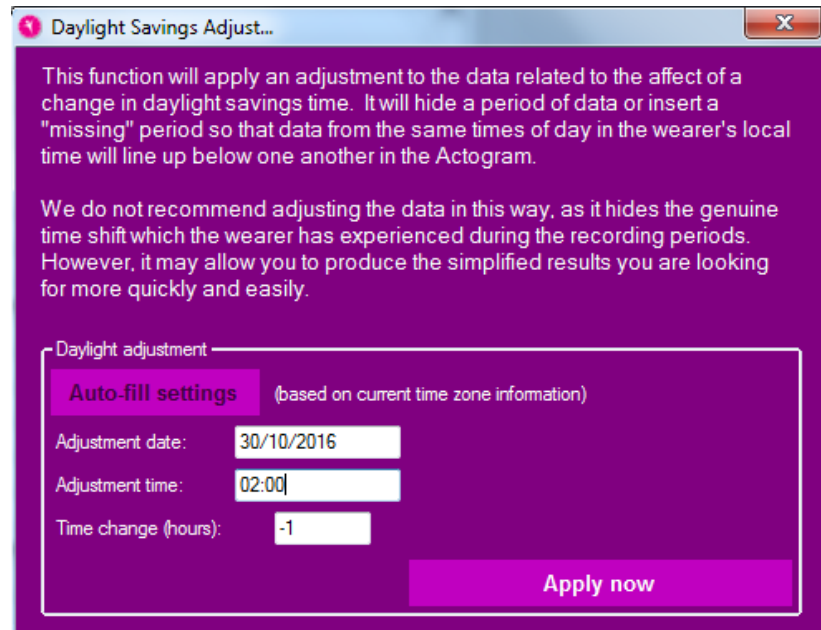 Daylight Savings Adjust...
This function will apply an adjustment to the data related to the affect of a
change in daylight savings time. It will hide a period of data or insert a
"missing" period so that data from the same times of day in the wearer's local
time will line up below one another in the Actogram.
We do not recommend adjusting the data in this way, as it hides the genuine
time shift which the wearer has experienced during the recording periods.
However, it may allow you to produce the simplified results you are looking
for more quickly and easily.
Daylight adjustment
Auto-fill settings (based on current time zone information)
Adjustment date: 30/10/2016
Adjustment time: 02:00
Time change (hours): -1
Apply now